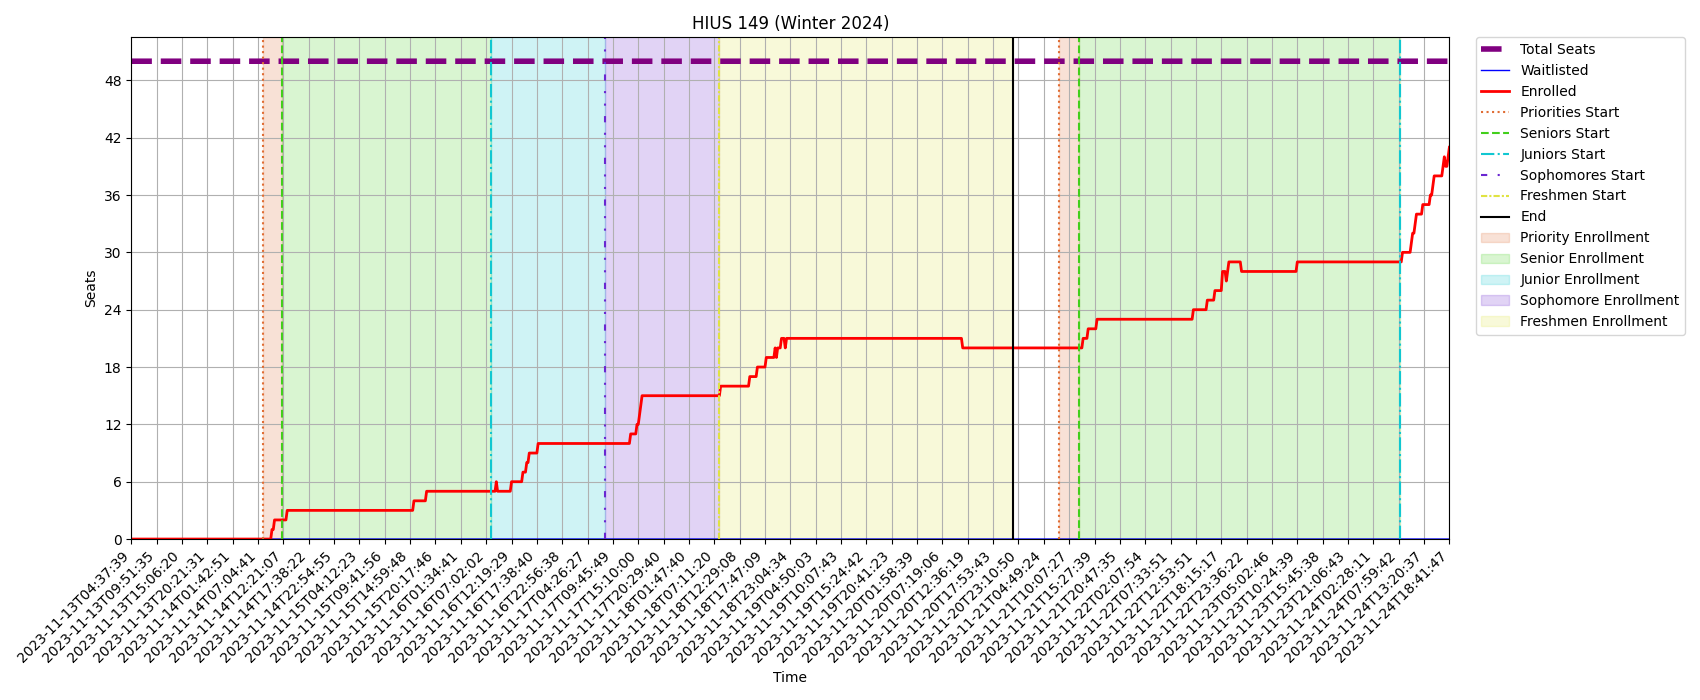 HIUS 149 (Winter 2024)
Seats
48
42
36
30
24
18
12
6
0
2023-11-13T04:37:39
2023-11-13T09:51:35
2023-11-13T15:06:20
2023-11-13T20:21:31
2023-11-14T01:42:51
2023-11-14T07:04:41
2023-11-14T12:21:07
2023-11-14T17:38:22
2023-11-14T22:54:55
2023-11-15T04:12:23
2023-11-15T09:41:56
2023-11-15T14:59:48
2023-11-15T20:17:46
2023-11-16T01:34:41
2023-11-16T07:02:02
2023-11-16T12:19:29
2023-11-16T17:38:40
2023-11-16T22:56:38
2023-11-17T04:26:27
2023-11-17T09:45:49
2023-11-17T15:10:00
2023-11-17T20:29:40
2023-11-18T01:47:40
2023-11-18T07:11:20
2023-11-18T12:29:08
2023-11-18T17:47:09
2023-11-18T23:04:34
2023-11-19T04:50:03
2023-11-19T10:07:43
2023-11-19T15:24:42
2023-11-19T20:41:23
2023-11-20T01:58:39
2023-11-20T07:19:06
2023-11-20T12:36:19
2023-11-20T17:53:43
2023-11-20T23:10:50
2023-11-21T04:49:24
2023-11-21T10:07:27
2023-11-21T15:27:39
2023-11-21T20:47:35
2023-11-22T02:07:54
2023-11-22T07:33:51
2023-11-22T12:53:51
2023-11-22T18:15:17
2023-11-22T23:36:22
2023-11-23T05:02:46
2023-11-23T10:24:39
2023-11-23T15:45:38
2023-11-23T21:06:43
2023-11-24T02:28:11
2023-11-24T07:59:42
2023-11-24T13:20:37
2023-11-24T18:41:47
Time
Total Seats
Waitlisted
Enrolled
Priorities Start
Seniors Start
Juniors Start
Sophomores Start
Freshmen Start
End
Priority Enrollment
Senior Enrollment
Junior Enrollment
Sophomore Enrollment
Freshmen Enrollment